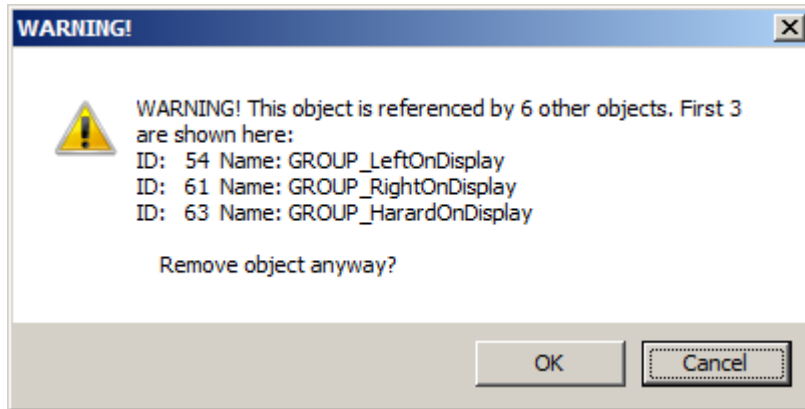 WARNING!
WARNING! This object is referenced by 6 other objects. First 3
are shown here:
ID: 54 Name: GROUP_LeftOnDisplay
ID: 61 Name: GROUP_RightOnDisplay
ID: 63 Name: GROUP_HarardOnDisplay
Remove object anyway?
OK Cancel